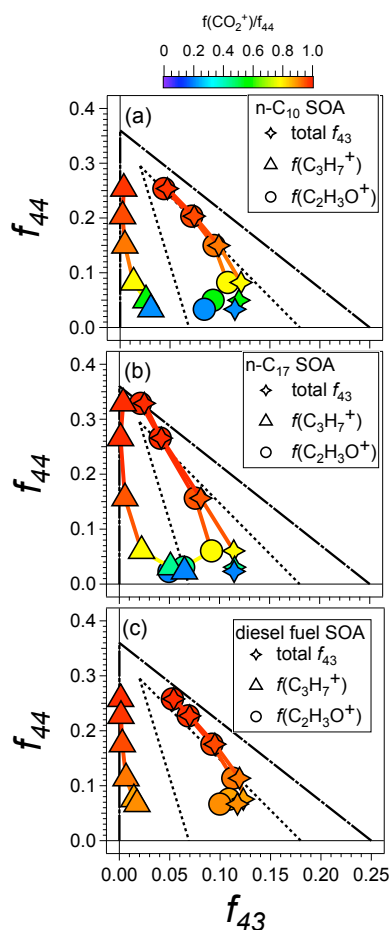 f(CO₂⁺)/f₄₄
0 0.2 0.4 0.6 0.8 1.0
(a)
n-C₁₀ SOA
total f₄₃
f(C₃H₇⁺)
f(C₂H₃O⁺)
0.4
0.3
0.2
0.1
0.0
f₄₄
(b)
n-C₁₇ SOA
total f₄₃
f(C₃H₇⁺)
f(C₂H₃O⁺)
0.4
0.3
0.2
0.1
0.0
f₄₄
(c)
diesel fuel SOA
total f₄₃
f(C₃H₇⁺)
f(C₂H₃O⁺)
0.4
0.3
0.2
0.1
0.0
f₄₄
0.00 0.05 0.10 0.15 0.20 0.25
f₄₃